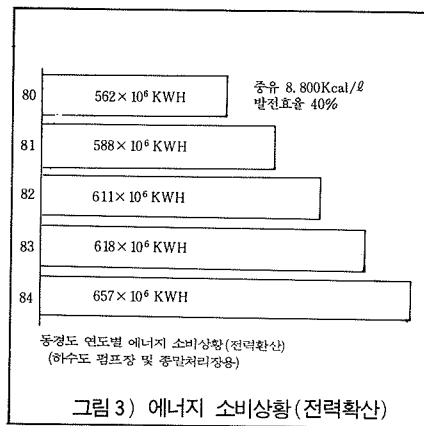 80 562×10⁶ KWH 중유 8,800Kcal/ℓ
발전효율 40%
81 588×10⁶ KWH
82 611×10⁶ KWH
83 618×10⁶ KWH
84 657×10⁶ KWH
동경도 연도별 에너지 소비상황(전력확산)
(하수도 펌프장 및 종말처리장용)
그림 3) 에너지 소비상황(전력확산)